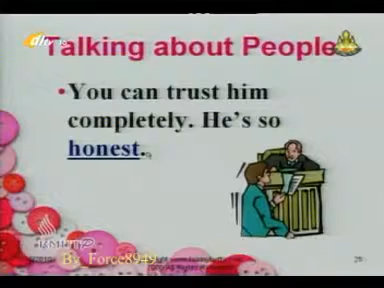 Talking about People
•You can trust him
completely. He's so
honest.
By Force8949